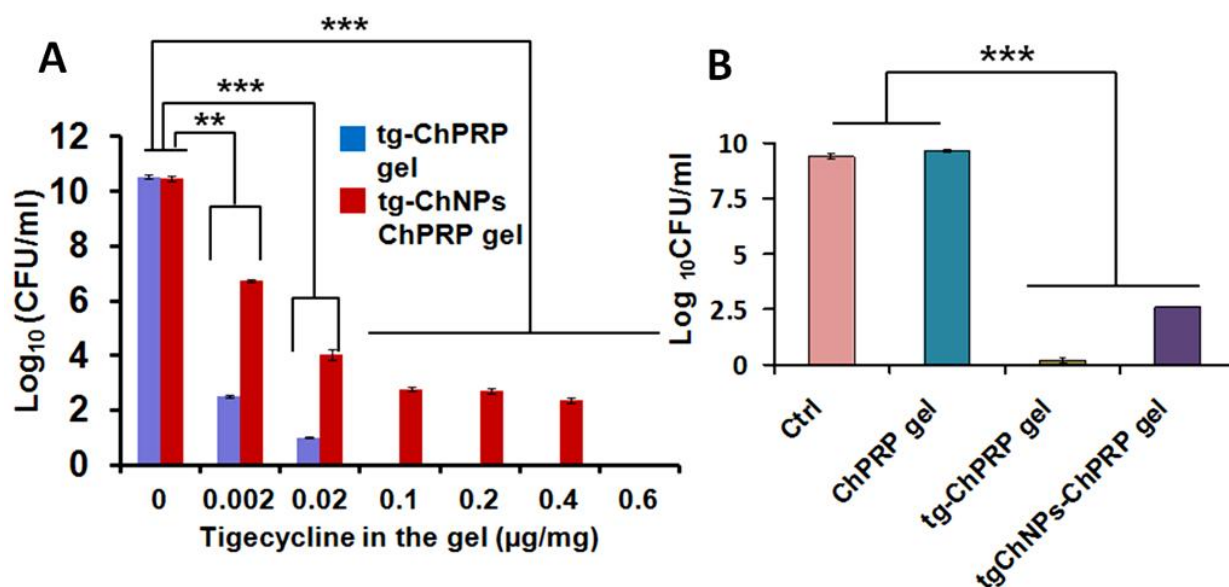 A
***
***
**
tg-ChPRP
gel
tg-ChNPs
ChPRP gel
Log10 (CFU/ml)
12
10
8
6
4
2
0
0 0.002 0.02 0.1 0.2 0.4 0.6
Tigecycline in the gel (µg/mg)
B
***
Log 10CFU/ml
10
7.5
5
2.5
0
Ctrl
ChPRP gel
tg-ChPRP gel
tgChNPs-ChPRP gel